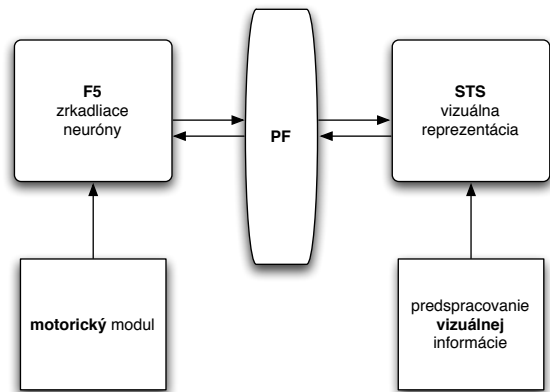 F5
zrkadliace
neuróny
PF
STS
vizuálna
reprezentácia
motorický modul
predspracovanie
vizuálnej
informácie